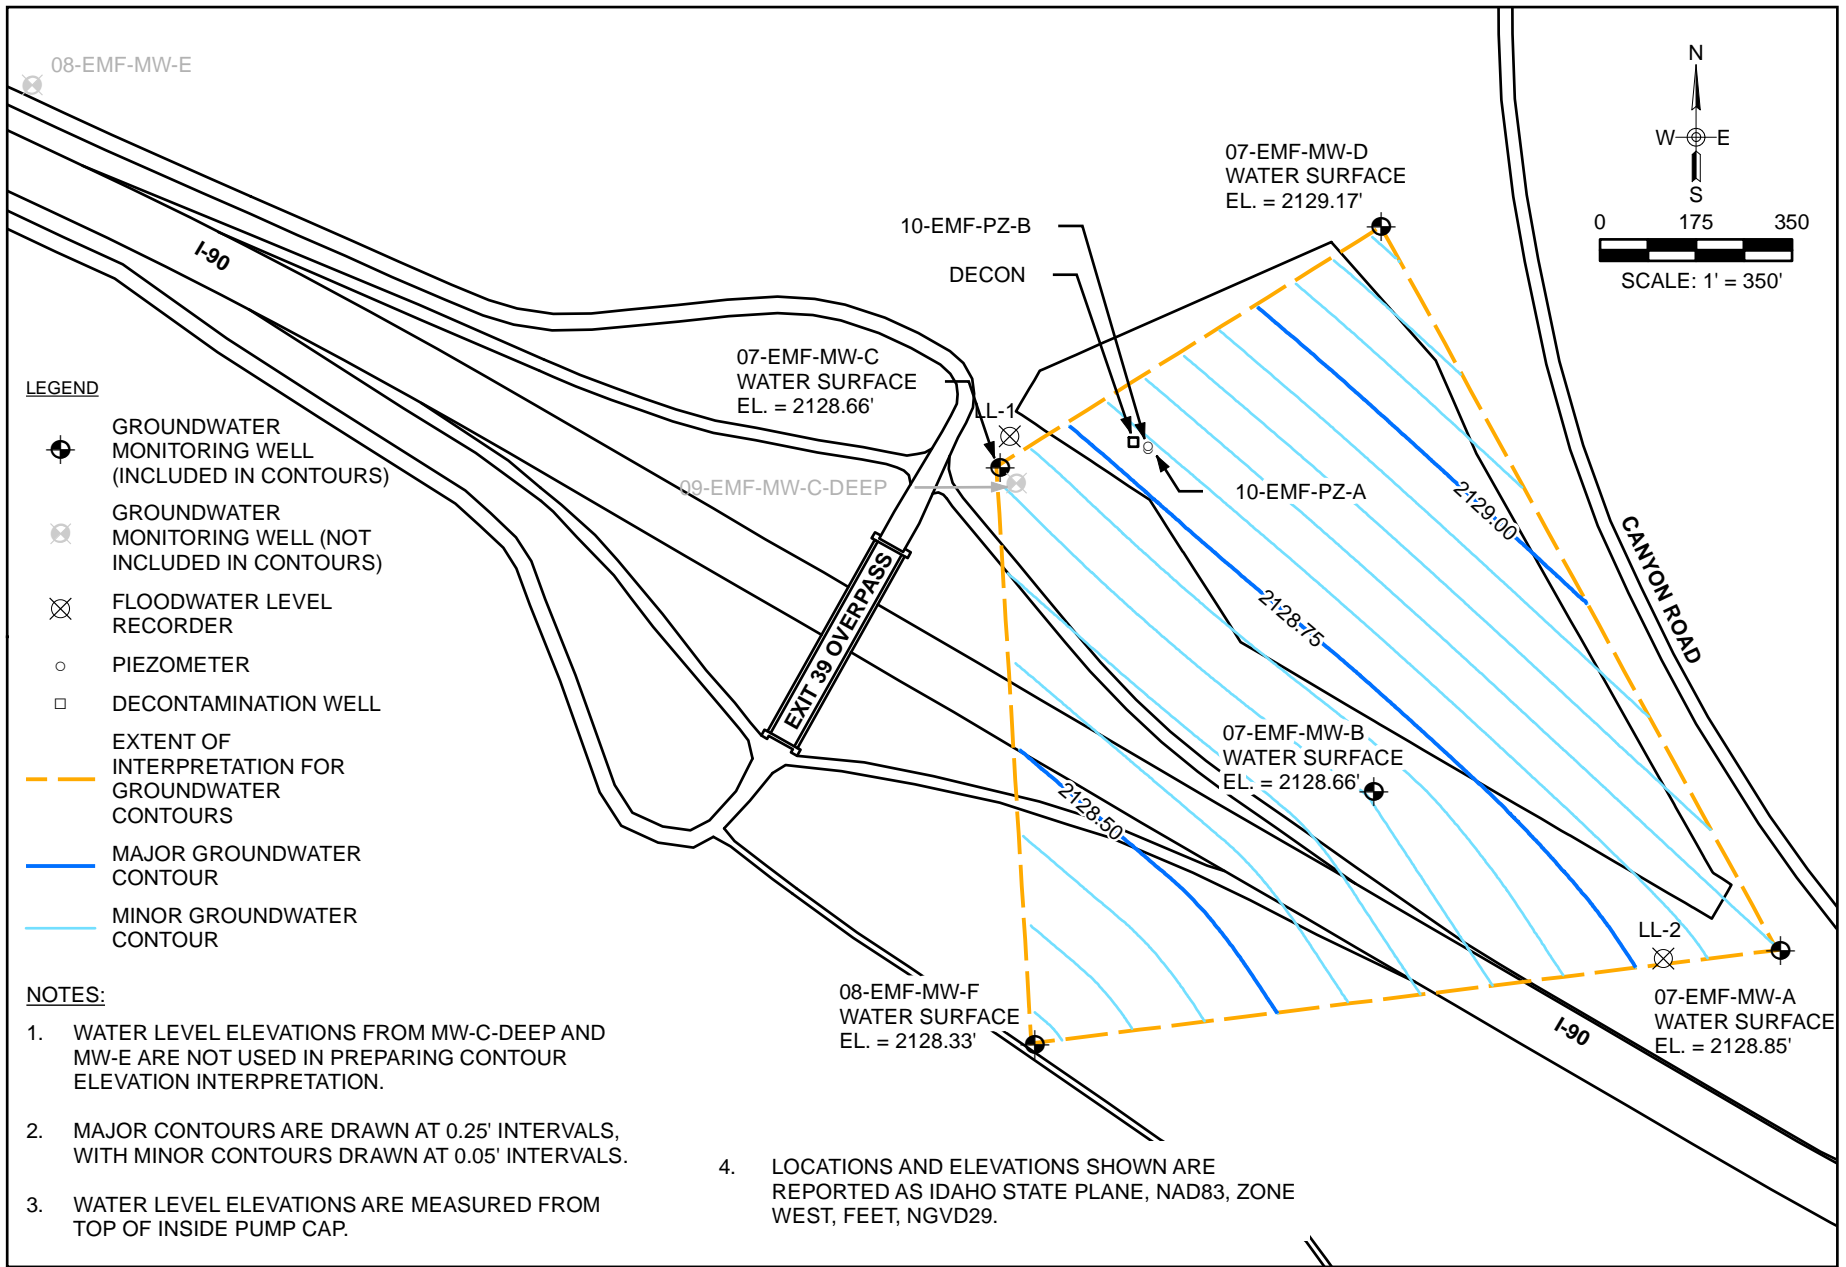 08-EMF-MW-E
N
W
E
S
0 175 350
SCALE: 1' = 350'
07-EMF-MW-D
WATER SURFACE
EL. = 2129.17'
10-EMF-PZ-B
DECON
I-90
07-EMF-MW-C
WATER SURFACE
EL. = 2128.66'
LL-1
09-EMF-MW-C-DEEP
10-EMF-PZ-A
2129.00
CANYON ROAD
EXIT 39 OVERPASS
2128.75
07-EMF-MW-B
WATER SURFACE
EL. = 2128.66'
2128.50
LL-2
08-EMF-MW-F
WATER SURFACE
EL. = 2128.33'
I-90
07-EMF-MW-A
WATER SURFACE
EL. = 2128.85'
LEGEND
GROUNDWATER
MONITORING WELL
(INCLUDED IN CONTOURS)
GROUNDWATER
MONITORING WELL (NOT
INCLUDED IN CONTOURS)
FLOODWATER LEVEL
RECORDER
PIEZOMETER
DECONTAMINATION WELL
EXTENT OF
INTERPRETATION FOR
GROUNDWATER
CONTOURS
MAJOR GROUNDWATER
CONTOUR
MINOR GROUNDWATER
CONTOUR
NOTES:
1. WATER LEVEL ELEVATIONS FROM MW-C-DEEP AND
MW-E ARE NOT USED IN PREPARING CONTOUR
ELEVATION INTERPRETATION.
2. MAJOR CONTOURS ARE DRAWN AT 0.25' INTERVALS,
WITH MINOR CONTOURS DRAWN AT 0.05' INTERVALS.
3. WATER LEVEL ELEVATIONS ARE MEASURED FROM
TOP OF INSIDE PUMP CAP.
4. LOCATIONS AND ELEVATIONS SHOWN ARE
REPORTED AS IDAHO STATE PLANE, NAD83, ZONE
WEST, FEET, NGVD29.